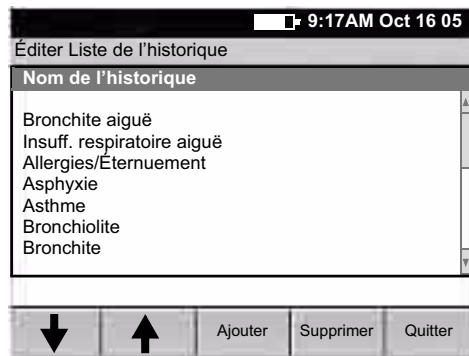 9:17AM Oct 16 05
Éditer Liste de l’historique
Nom de l’historique
Bronchite aiguë
Insuff. respiratoire aiguë
Allergies/Éternuement
Asphyxie
Asthme
Bronchiolite
Bronchite
Ajouter Supprimer Quitter